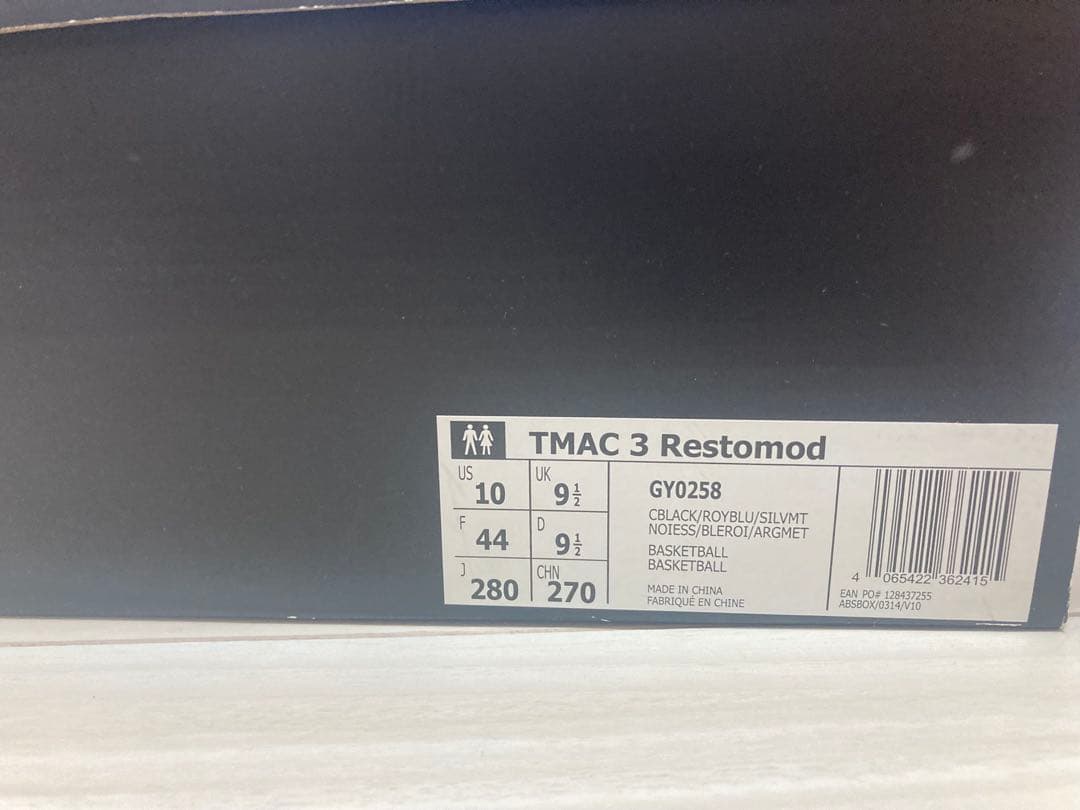 TMAC 3 Restomod
US 10 UK 9½
F 44 D 9½
J 280 CHN 270
GY0258
CBLACK/ROYBLU/SILVMT
NOIESS/BLEROI/ARGMET
BASKETBALL
BASKETBALL
MADE IN CHINA
FABRIQUÉ EN CHINE
4 065422 362415
EAN PO# 128437255
ABSBOX/0314/V10